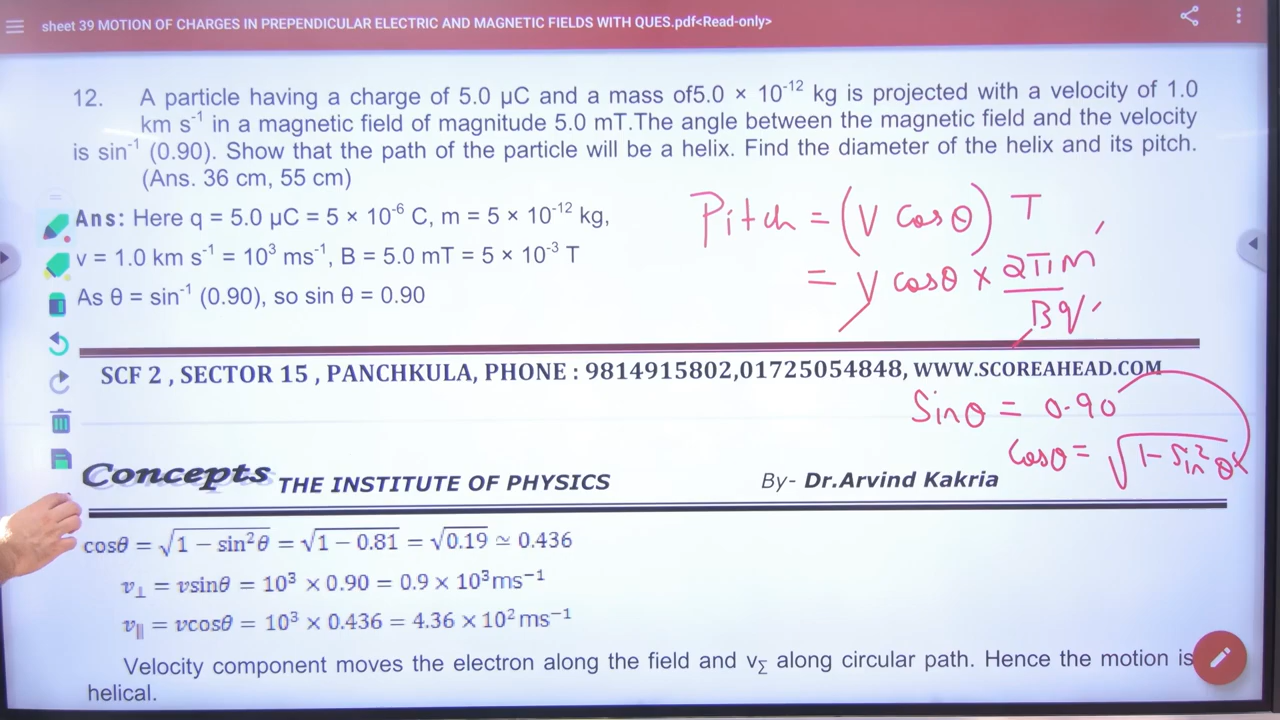 sheet 39 MOTION OF CHARGES IN PREPENDICULAR ELECTRIC AND MAGNETIC FIELDS WITH QUES.pdf<Read-only>
12. A particle having a charge of 5.0 µC and a mass of5.0 × 10⁻¹² kg is projected with a velocity of 1.0
km s⁻¹ in a magnetic field of magnitude 5.0 mT.The angle between the magnetic field and the velocity
is sin⁻¹ (0.90). Show that the path of the particle will be a helix. Find the diameter of the helix and its pitch.
(Ans. 36 cm, 55 cm)
Ans: Here q = 5.0 µC = 5 × 10⁻⁶ C, m = 5 × 10⁻¹² kg,
v = 1.0 km s⁻¹ = 10³ ms⁻¹, B = 5.0 mT = 5 × 10⁻³ T
As θ = sin⁻¹ (0.90), so sin θ = 0.90
Pitch = (V Cosθ) T
= V Cosθ × 2πm / Bq
SCF 2 , SECTOR 15 , PANCHKULA, PHONE : 9814915802,01725054848, WWW.SCOREAHEAD.COM
Sinθ = 0.90
Cosθ = √1 - Sin²θ
Concepts THE INSTITUTE OF PHYSICS By- Dr.Arvind Kakria
cosθ = √1 − sin²θ = √1 − 0.81 = √0.19 ≃ 0.436
v⊥ = vsinθ = 10³ × 0.90 = 0.9 × 10³ms⁻¹
v∥ = vcosθ = 10³ × 0.436 = 4.36 × 10² ms⁻¹
Velocity component moves the electron along the field and vΣ along circular path. Hence the motion is
helical.